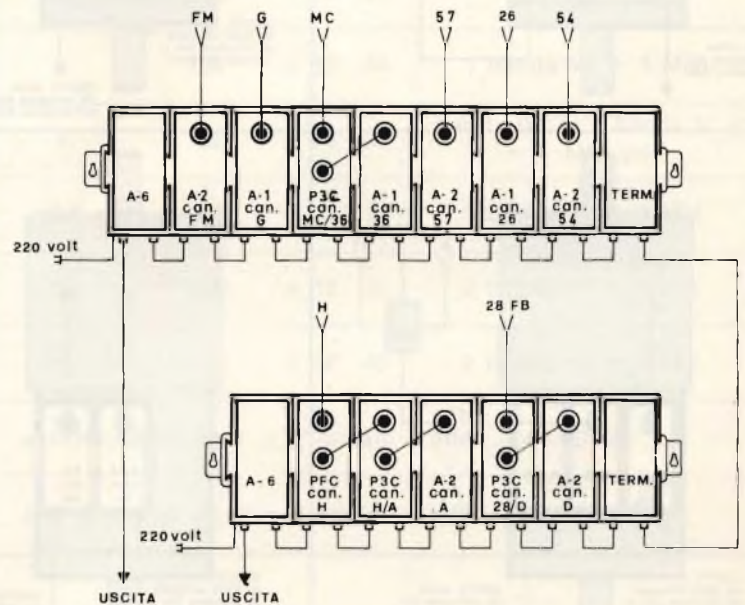 FM G MC 57 26 54
A-6
A-2
can.
FM
A-1
can.
G
P3C
can.
MC/36
A-1
can.
36
A-2
can.
57
A-1
can.
26
A-2
can.
54
TERM.
220 volt
H 28 FB
A-6
PFC
can.
H
P3C
can.
H/A
A-2
can.
A
P3C
can.
28/D
A-2
can.
D
TERM.
220 volt
USCITA USCITA